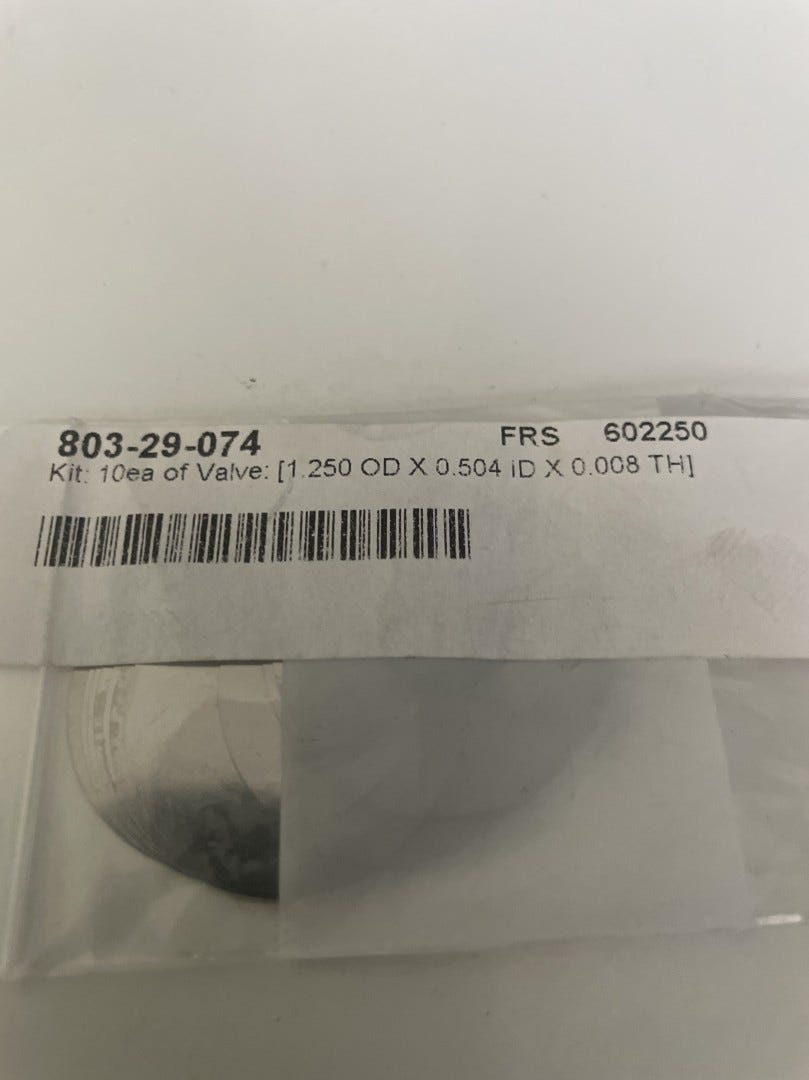 803-29-074 FRS 602250
Kit: 10ea of Valve: [1.250 OD X 0.504 iD X 0.008 TH]